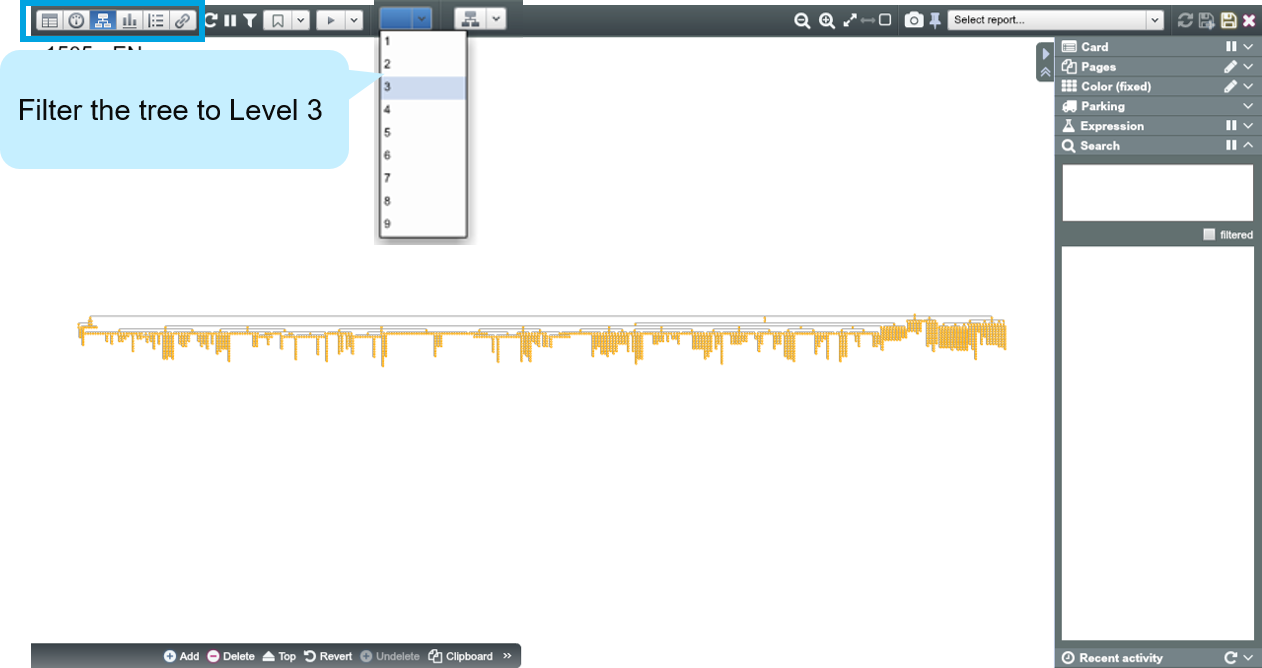 Select report...
Filter the tree to Level 3
1
2
3
4
5
6
7
8
9
Card
Pages
Color (fixed)
Parking
Expression
Search
filtered
Add Delete Top Revert Undelete Clipboard »
Recent activity